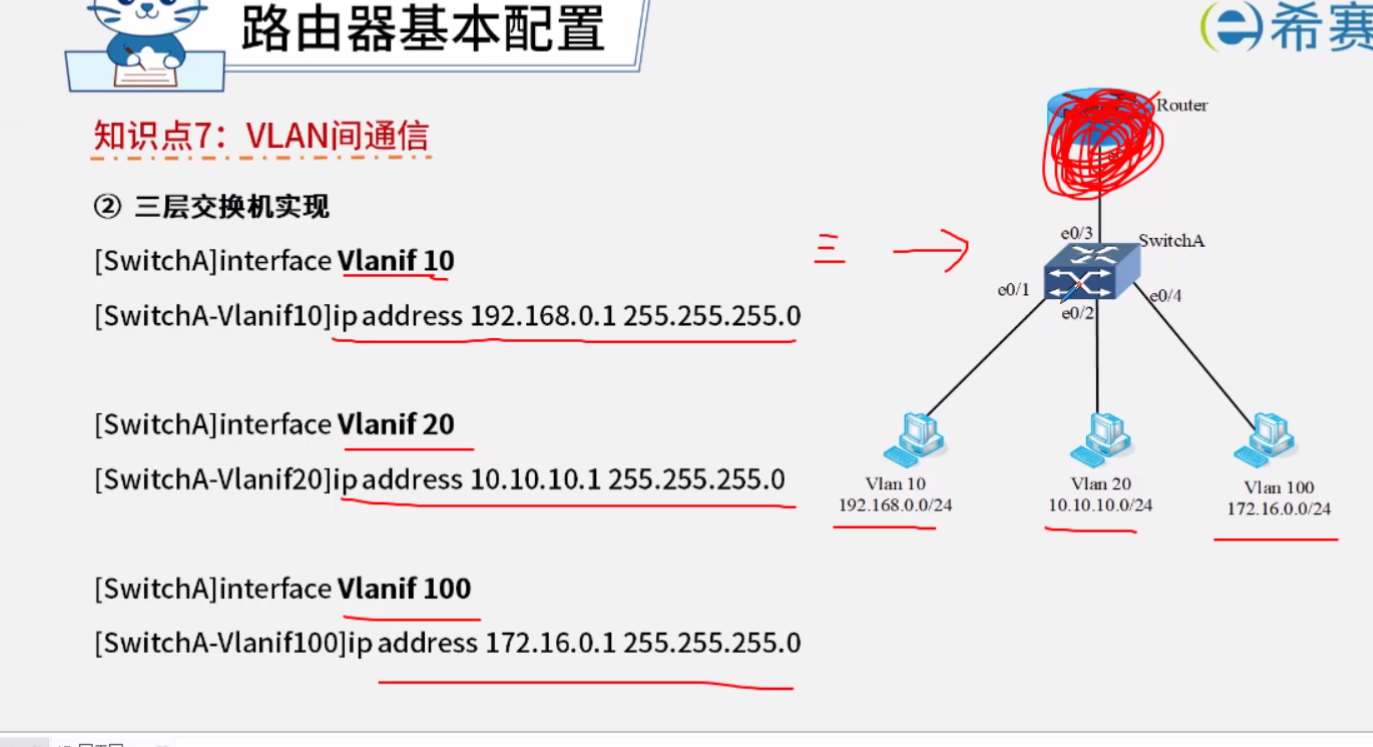 路由器基本配置
希赛
知识点7：VLAN间通信
② 三层交换机实现
[SwitchA]interface Vlanif 10
[SwitchA-Vlanif10]ip address 192.168.0.1 255.255.255.0
[SwitchA]interface Vlanif 20
[SwitchA-Vlanif20]ip address 10.10.10.1 255.255.255.0
[SwitchA]interface Vlanif 100
[SwitchA-Vlanif100]ip address 172.16.0.1 255.255.255.0
三
Router
e0/3
SwitchA
e0/1
e0/2
e0/4
Vlan 10
192.168.0.0/24
Vlan 20
10.10.10.0/24
Vlan 100
172.16.0.0/24